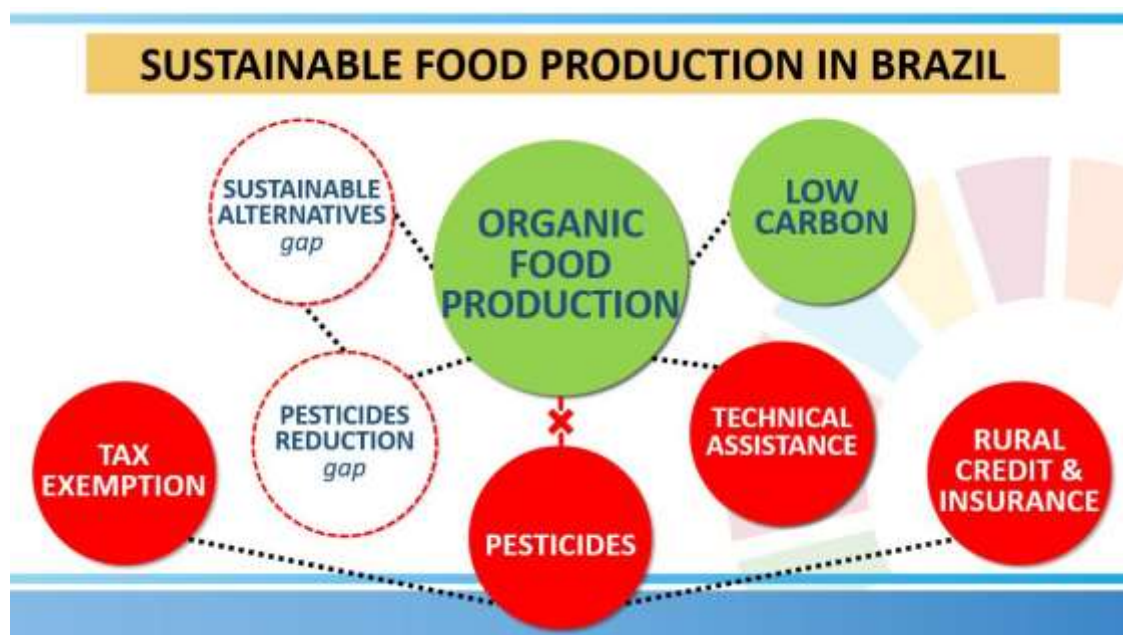 SUSTAINABLE FOOD PRODUCTION IN BRAZIL
SUSTAINABLE
ALTERNATIVES
gap
ORGANIC
FOOD
PRODUCTION
LOW
CARBON
PESTICIDES
REDUCTION
gap
TECHNICAL
ASSISTANCE
TAX
EXEMPTION
RURAL
CREDIT &
INSURANCE
PESTICIDES